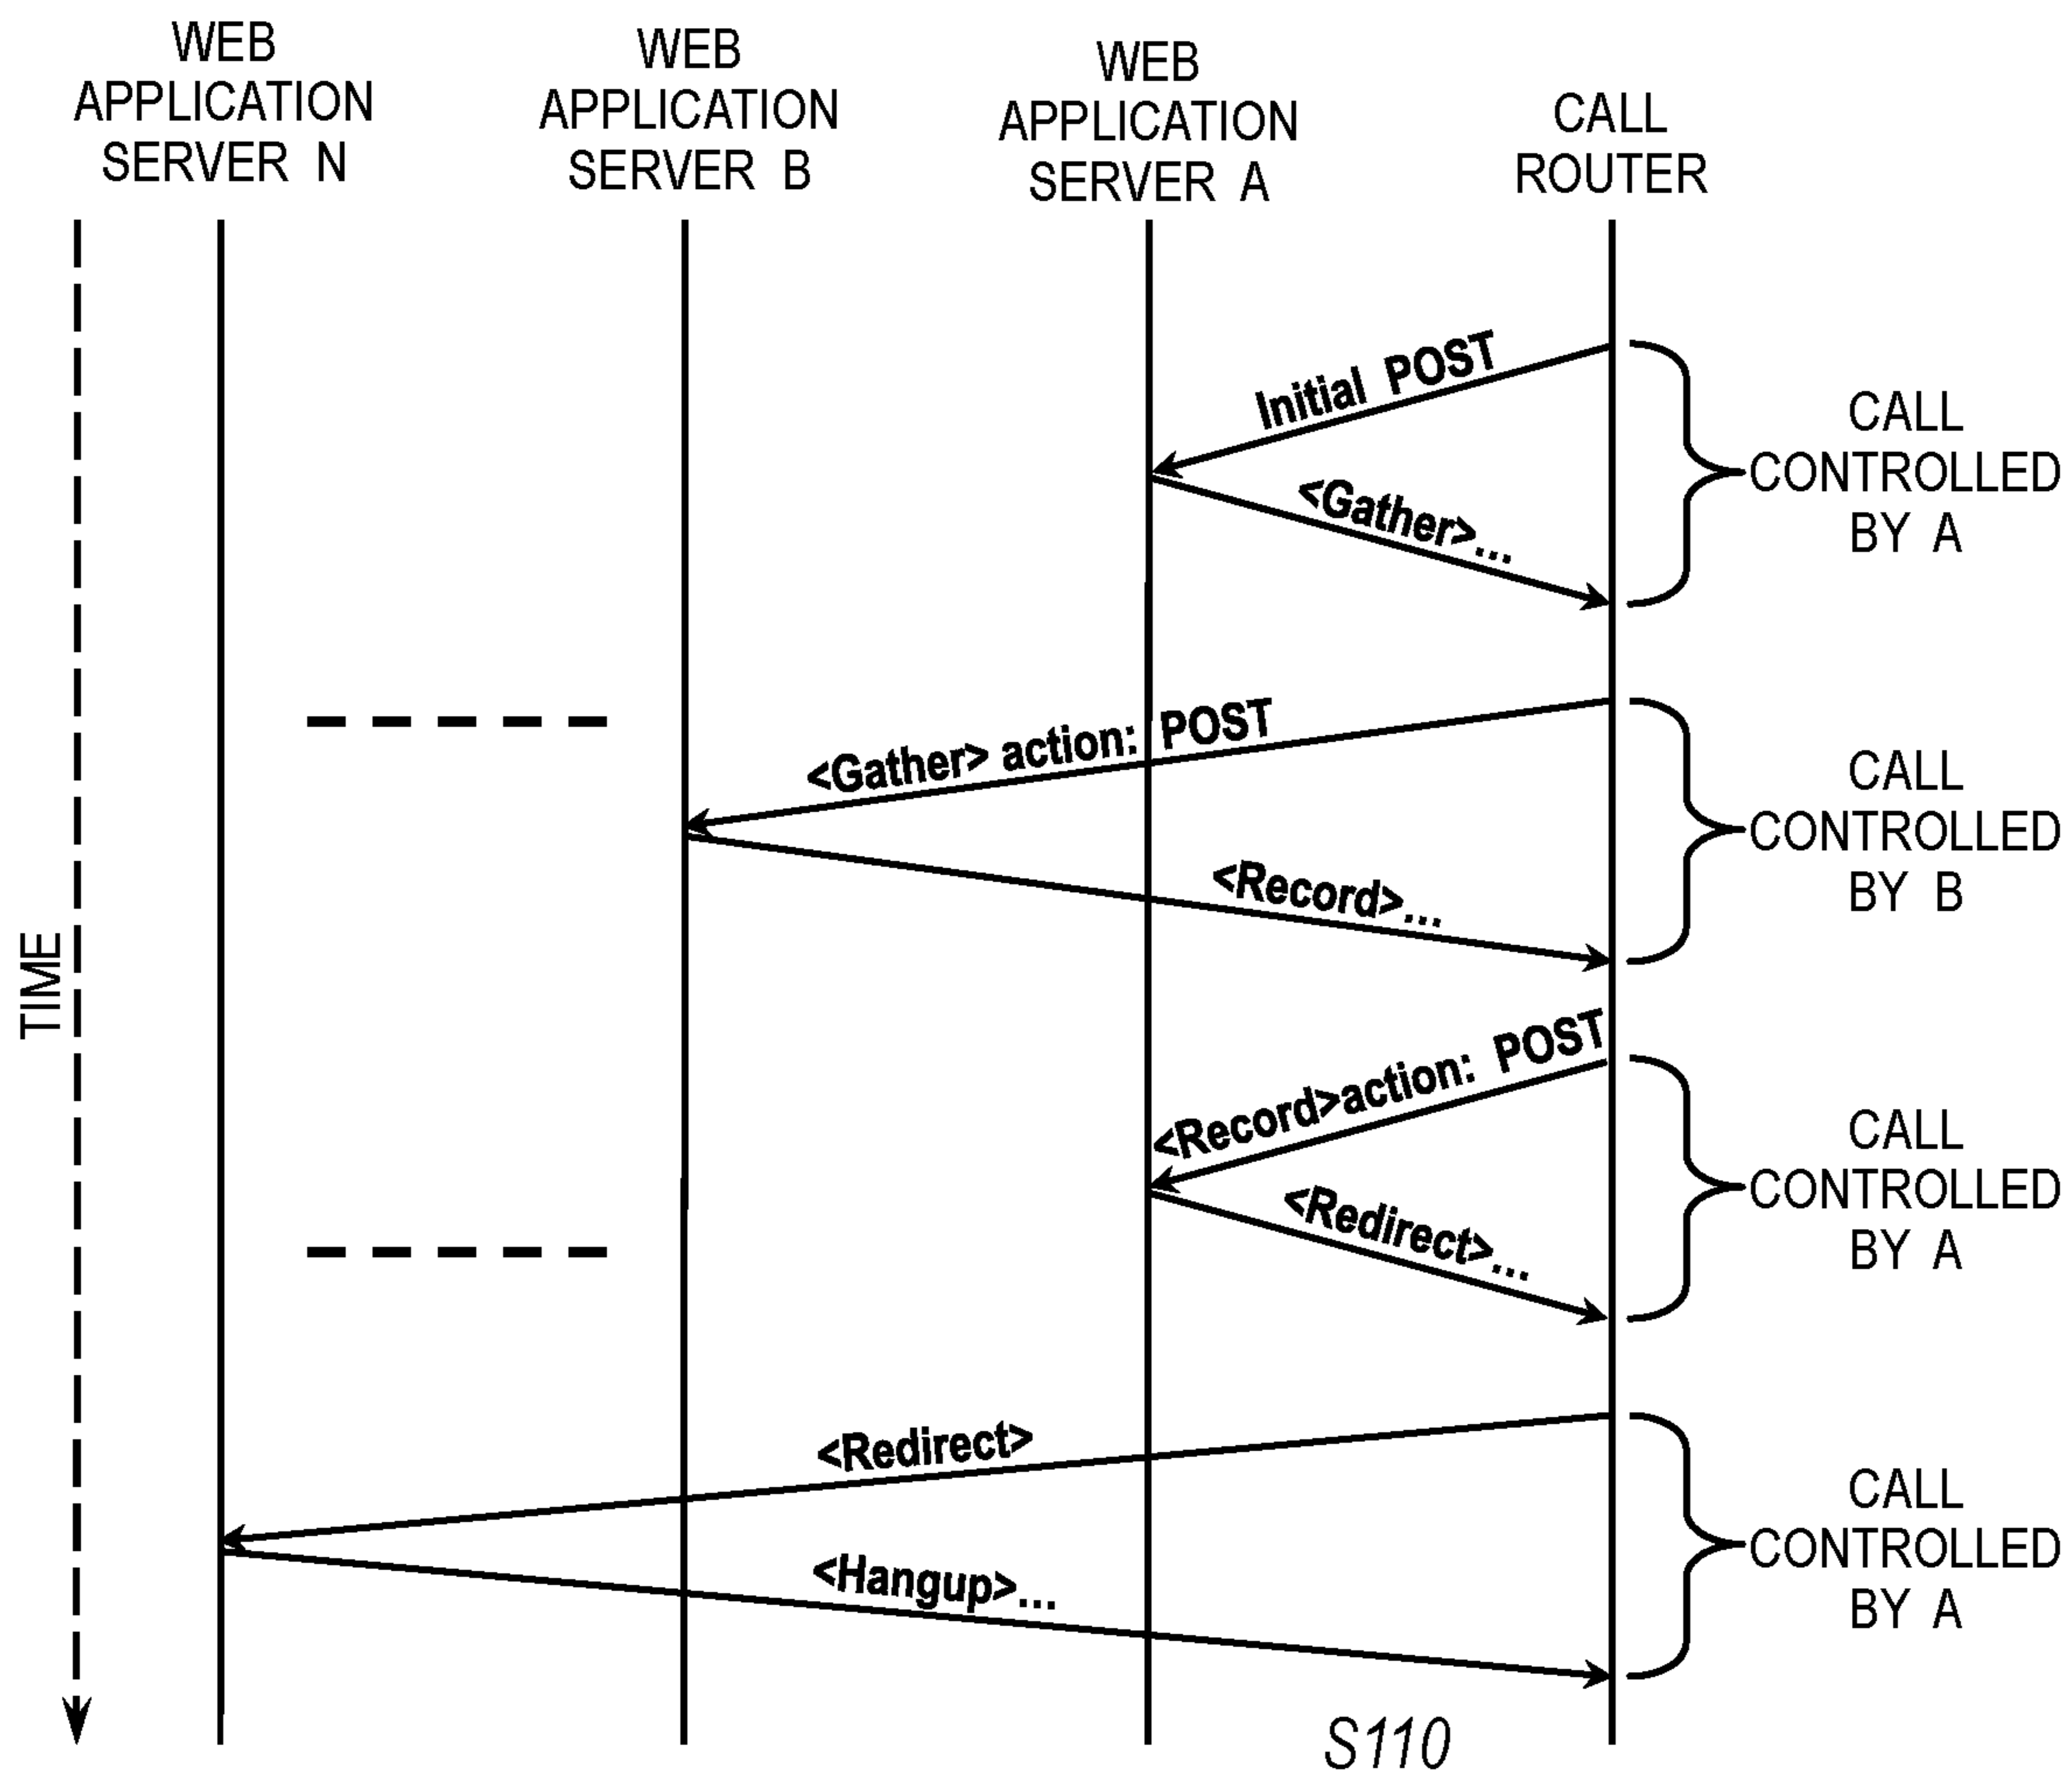 WEB
APPLICATION
SERVER N
WEB
APPLICATION
SERVER B
WEB
APPLICATION
SERVER A
CALL
ROUTER
Initial POST
<Gather>...
CALL
CONTROLLED
BY A
<Gather> action: POST
<Record>...
CALL
CONTROLLED
BY B
TIME
<Record>action: POST
<Redirect>...
CALL
CONTROLLED
BY A
<Redirect>
<Hangup>...
CALL
CONTROLLED
BY A
S110